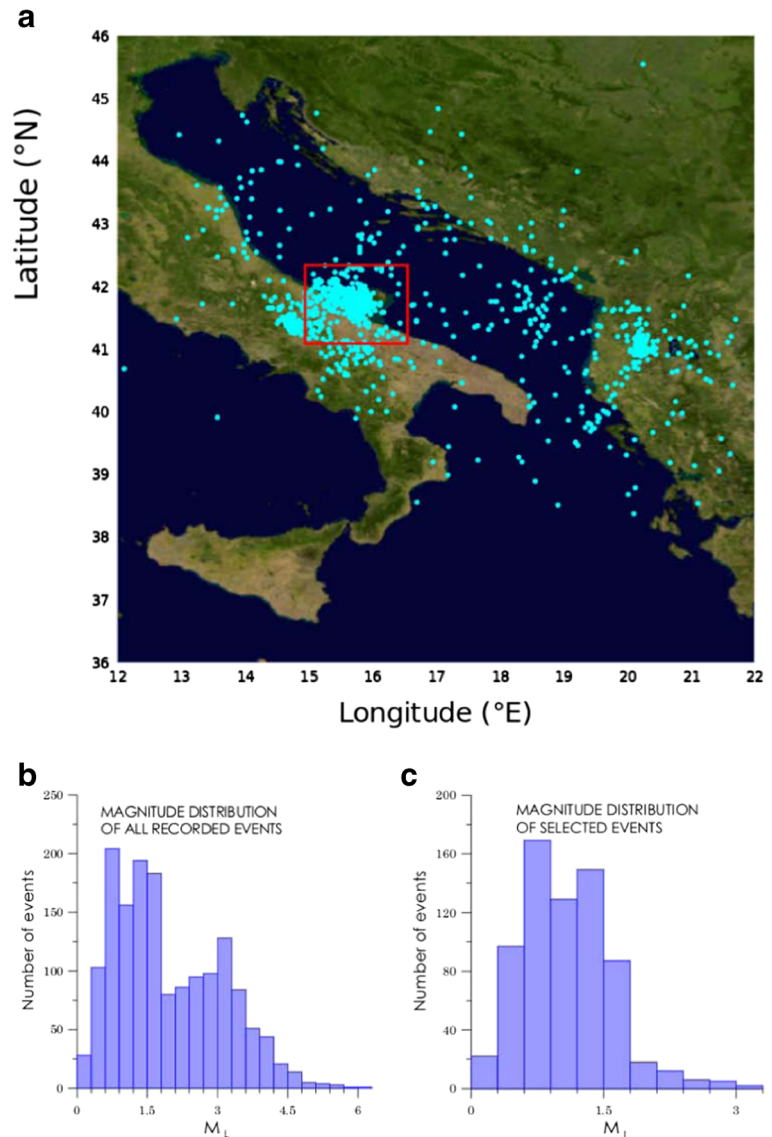 a
46
45
44
43
42
41
40
39
38
37
36
Latitude (°N)
12 13 14 15 16 17 18 19 20 21 22
Longitude (°E)
b
250
200
150
100
50
0
Number of events
MAGNITUDE DISTRIBUTION
OF ALL RECORDED EVENTS
0 1.5 3 4.5 6
M L
c
200
160
120
80
40
0
Number of events
MAGNITUDE DISTRIBUTION
OF SELECTED EVENTS
0 1.5 3
M L